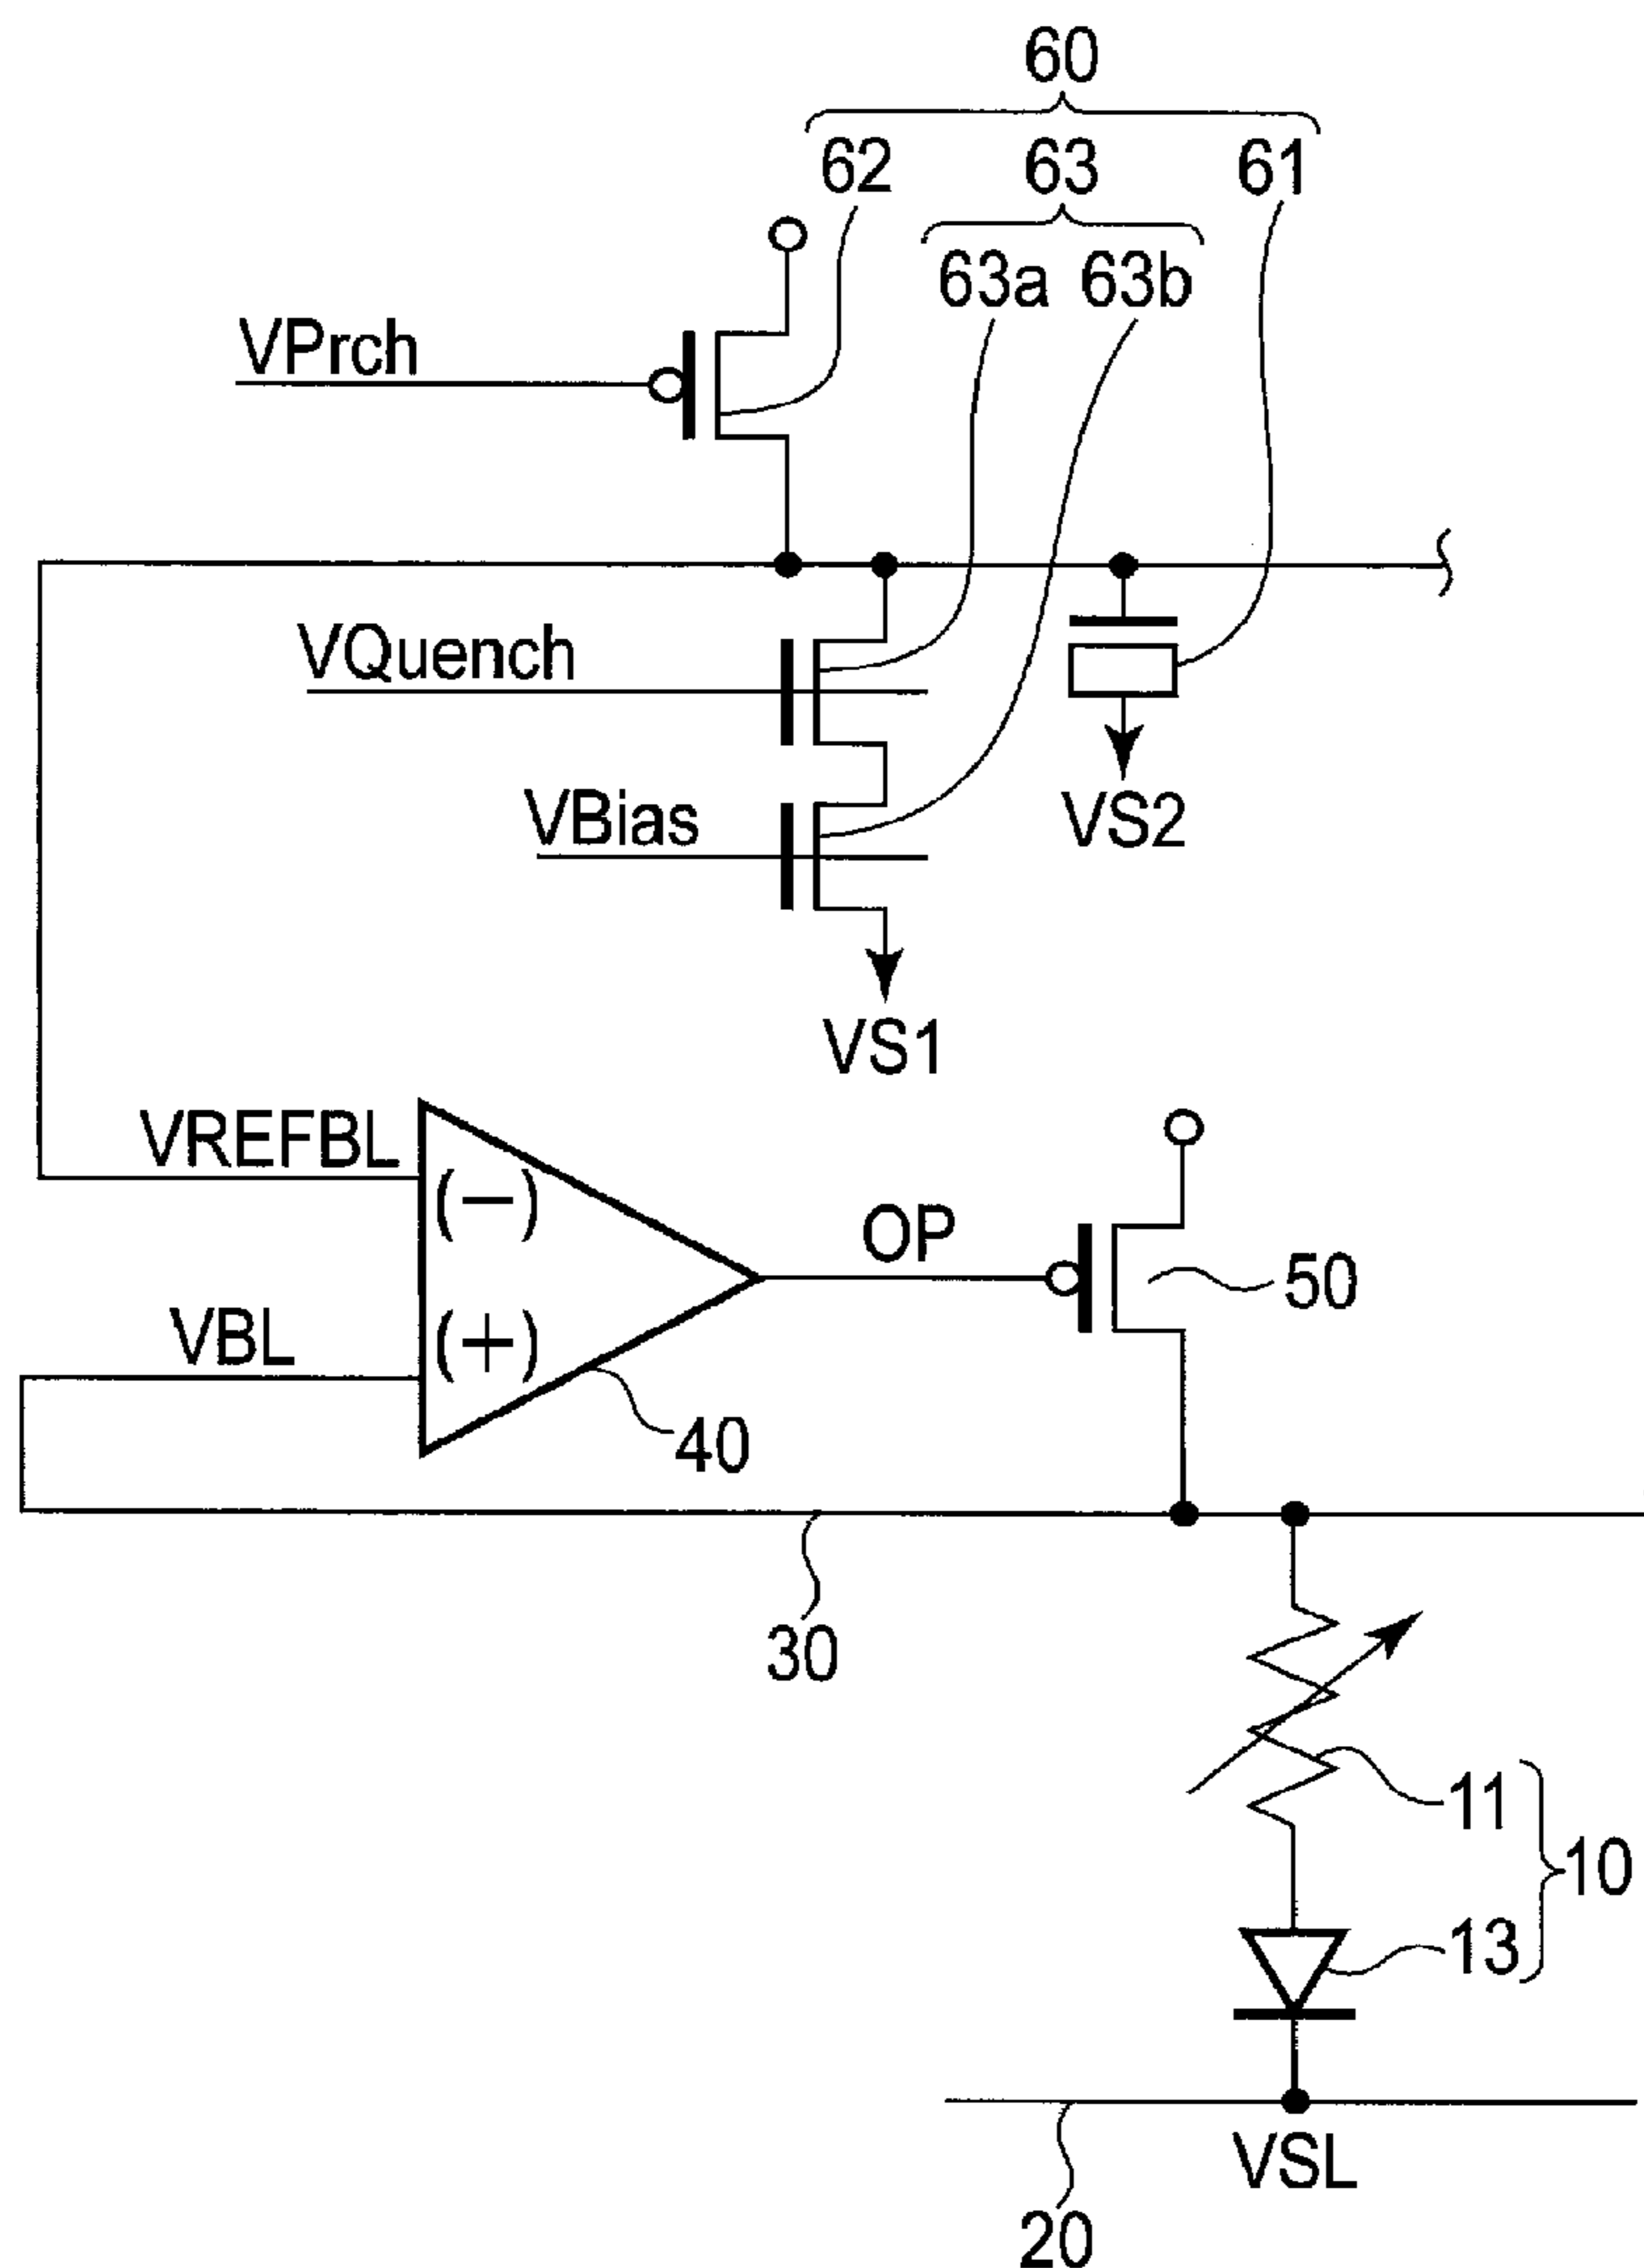 60
62 63 61
63a 63b
VPrch
VQuench
VBias
VS2
VS1
VREFBL
(−)
OP
50
VBL
(+)
40
30
11
10
13
VSL
20